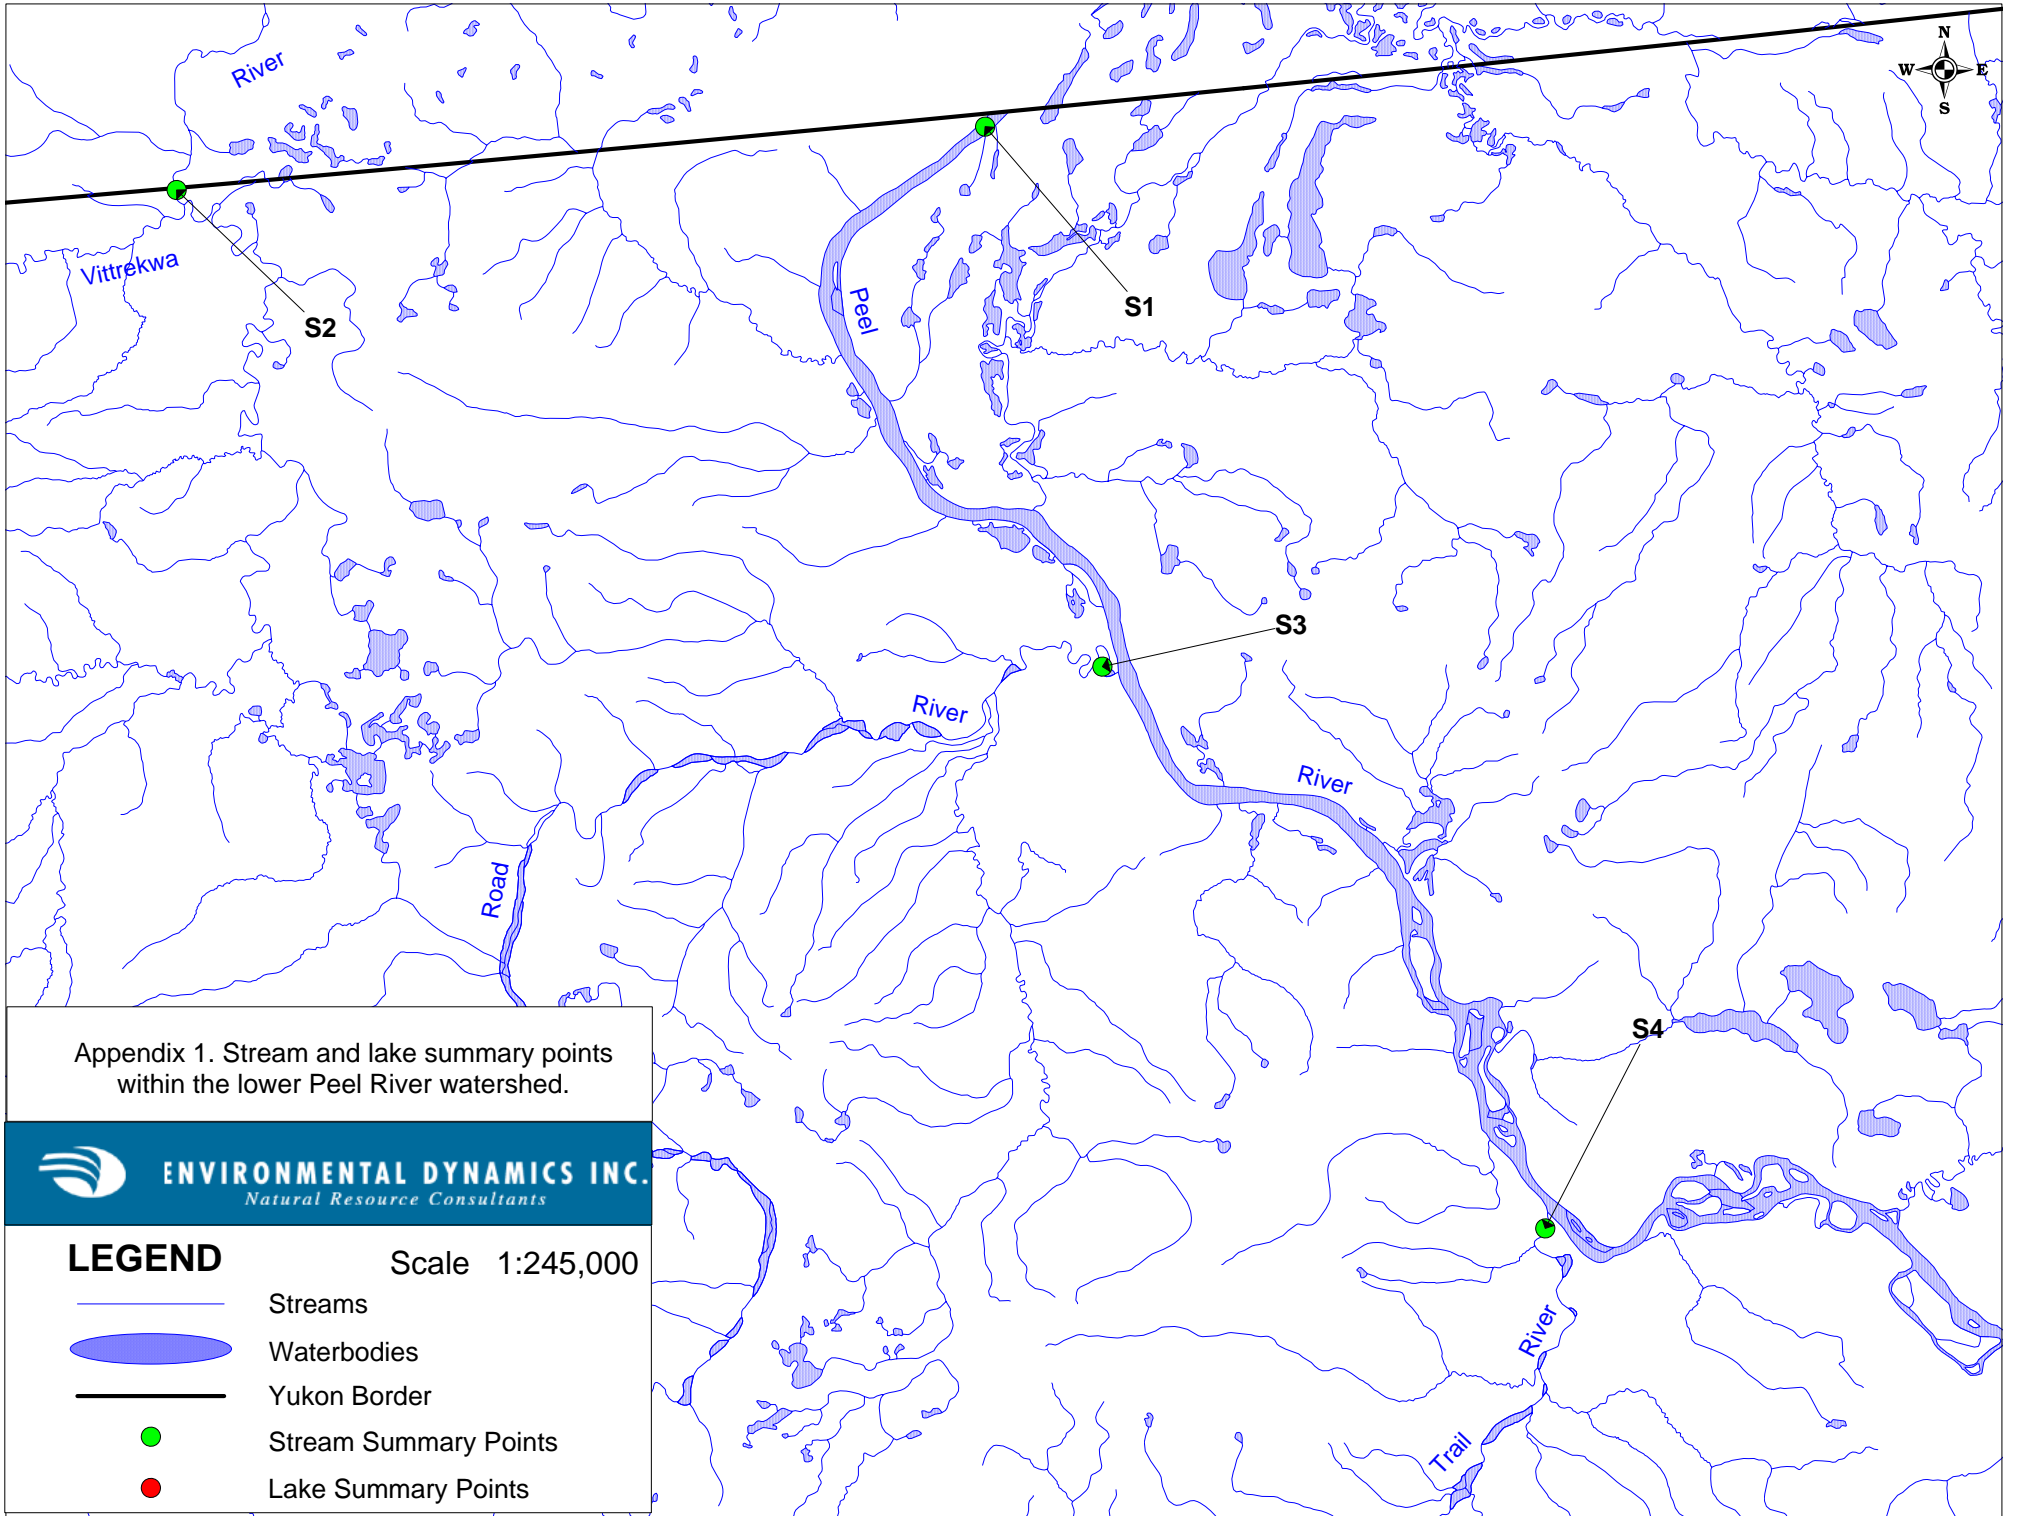 River
N
W
E
S
Vittrekwa
S2
Peel
S1
S3
River
River
Road
S4
Appendix 1. Stream and lake summary points
within the lower Peel River watershed.
ENVIRONMENTAL DYNAMICS INC.
Natural Resource Consultants
LEGEND
Scale 1:245,000
Streams
Waterbodies
Yukon Border
Stream Summary Points
Lake Summary Points
River
Trail